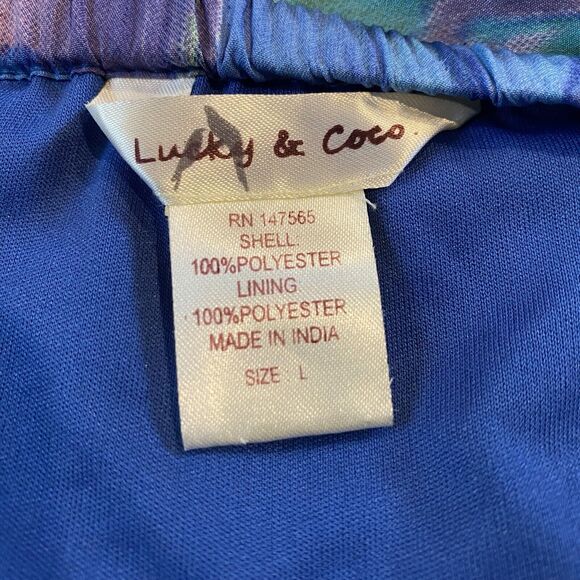 Lucky & Coco
RN 147565
SHELL:
100%POLYESTER
LINING
100%POLYESTER
MADE IN INDIA
SIZE L